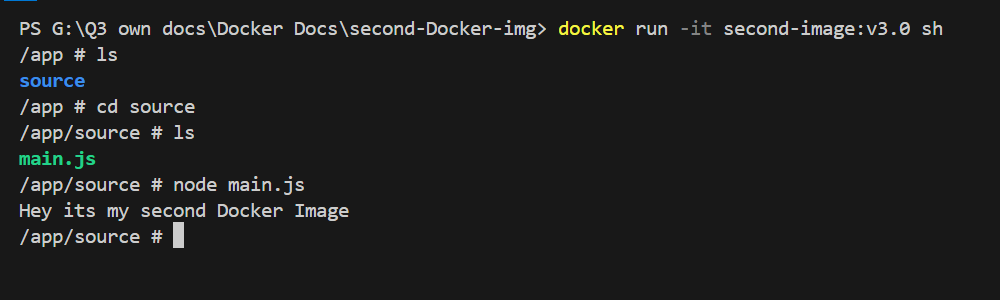 PS G:\Q3 own docs\Docker Docs\second-Docker-img> docker run -it second-image:v3.0 sh
/app # ls
source
/app # cd source
/app/source # ls
main.js
/app/source # node main.js
Hey its my second Docker Image
/app/source #